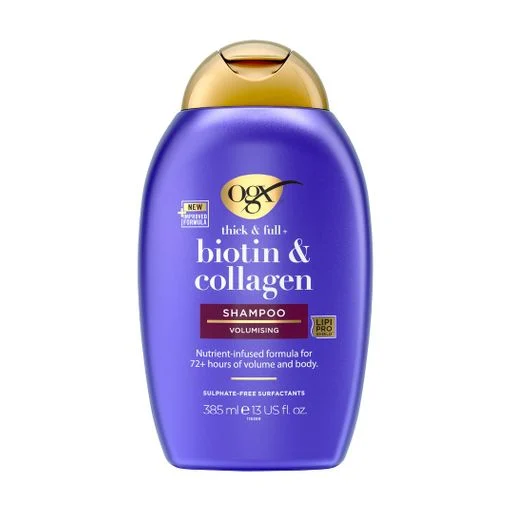 ogx
NEW
+ IMPROVED
FORMULA
thick & full+
biotin &
collagen
SHAMPOO
VOLUMISING
LIPI
PRO
SHIELD
Nutrient-infused formula for
72+ hours of volume and body.
SULPHATE-FREE SURFACTANTS
385 ml e 13 US fl. oz.